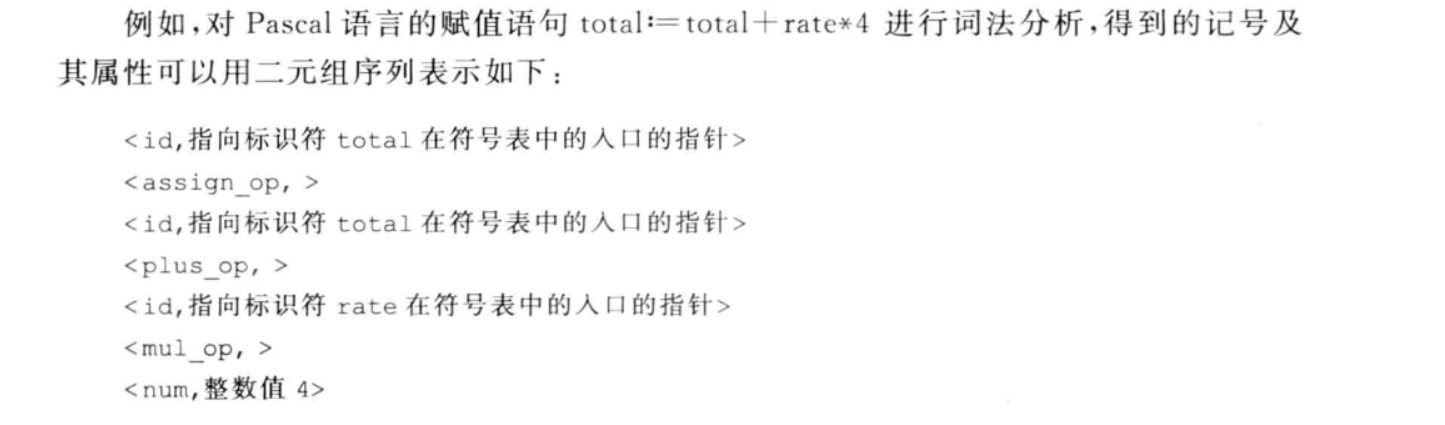 例如,对 Pascal 语言的赋值语句 total:=total+rate*4 进行词法分析,得到的记号及
其属性可以用二元组序列表示如下:
<id,指向标识符 total 在符号表中的入口的指针>
<assign_op, >
<id,指向标识符 total 在符号表中的入口的指针>
<plus_op, >
<id,指向标识符 rate 在符号表中的入口的指针>
<mul_op, >
<num,整数值 4>